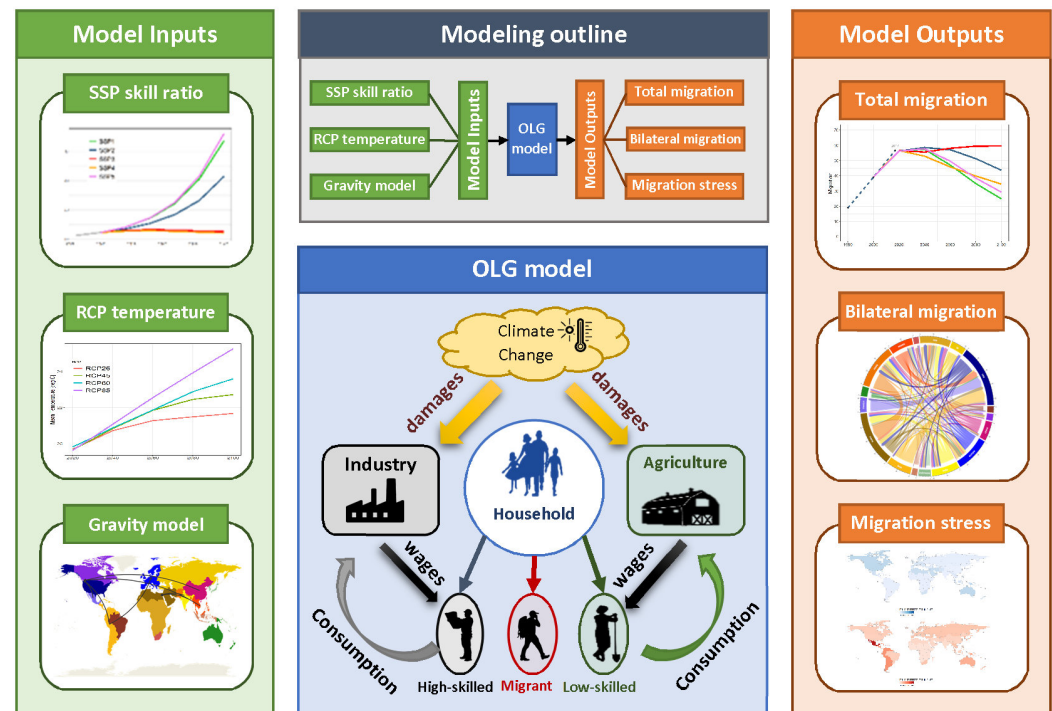 Model Inputs
SSP skill ratio
SSP1
SSP2
SSP3
SSP4
SSP5
RCP temperature
RCP26
RCP45
RCP60
RCP85
Gravity model
Modeling outline
SSP skill ratio
RCP temperature
Gravity model
Model Inputs
OLG
model
Model Outputs
Total migration
Bilateral migration
Migration stress
OLG model
Climate
Change
damages
damages
Industry
Household
Agriculture
wages
wages
Consumption
Consumption
High-skilled
Migrant
Low-skilled
Model Outputs
Total migration
Bilateral migration
Migration stress